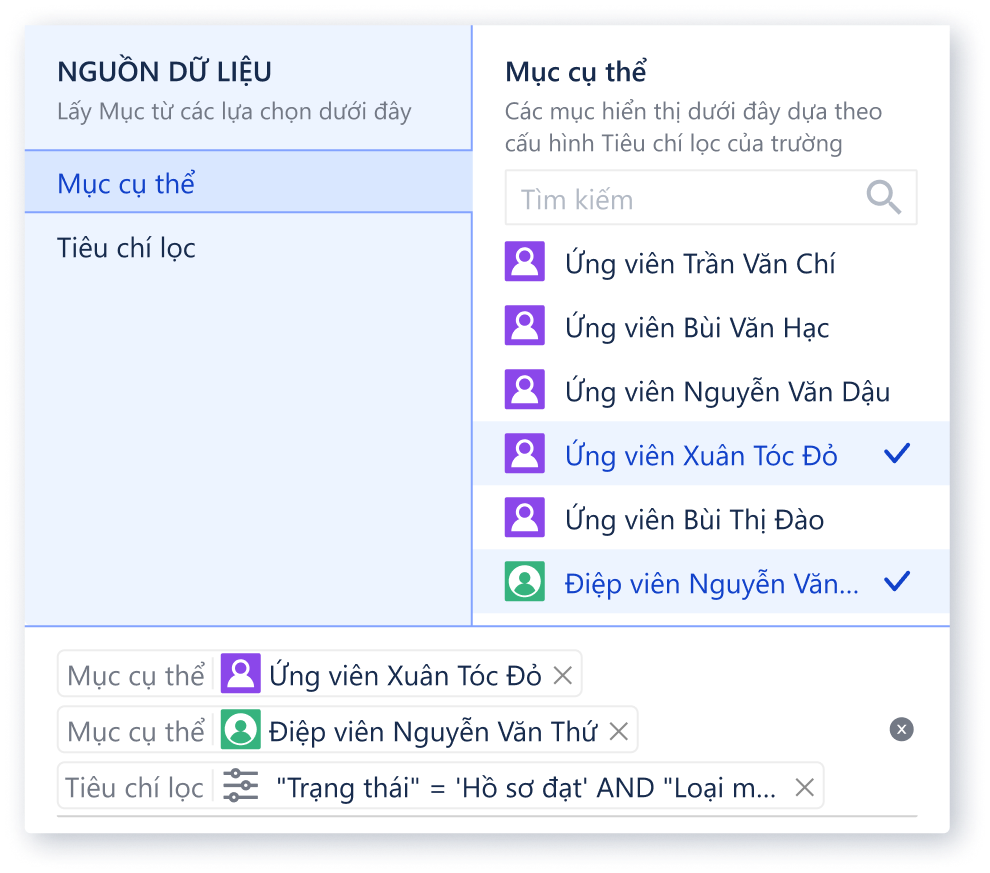 NGUỒN DỮ LIỆU
Lấy Mục từ các lựa chọn dưới đây
Mục cụ thể
Tiêu chí lọc
Mục cụ thể
Các mục hiển thị dưới đây dựa theo
cấu hình Tiêu chí lọc của trường
Tìm kiếm
Ứng viên Trần Văn Chí
Ứng viên Bùi Văn Hạc
Ứng viên Nguyễn Văn Dậu
Ứng viên Xuân Tóc Đỏ
Ứng viên Bùi Thị Đào
Điệp viên Nguyễn Văn...
Mục cụ thể Ứng viên Xuân Tóc Đỏ
Mục cụ thể Điệp viên Nguyễn Văn Thứ
Tiêu chí lọc "Trạng thái" = 'Hồ sơ đạt' AND "Loại m...